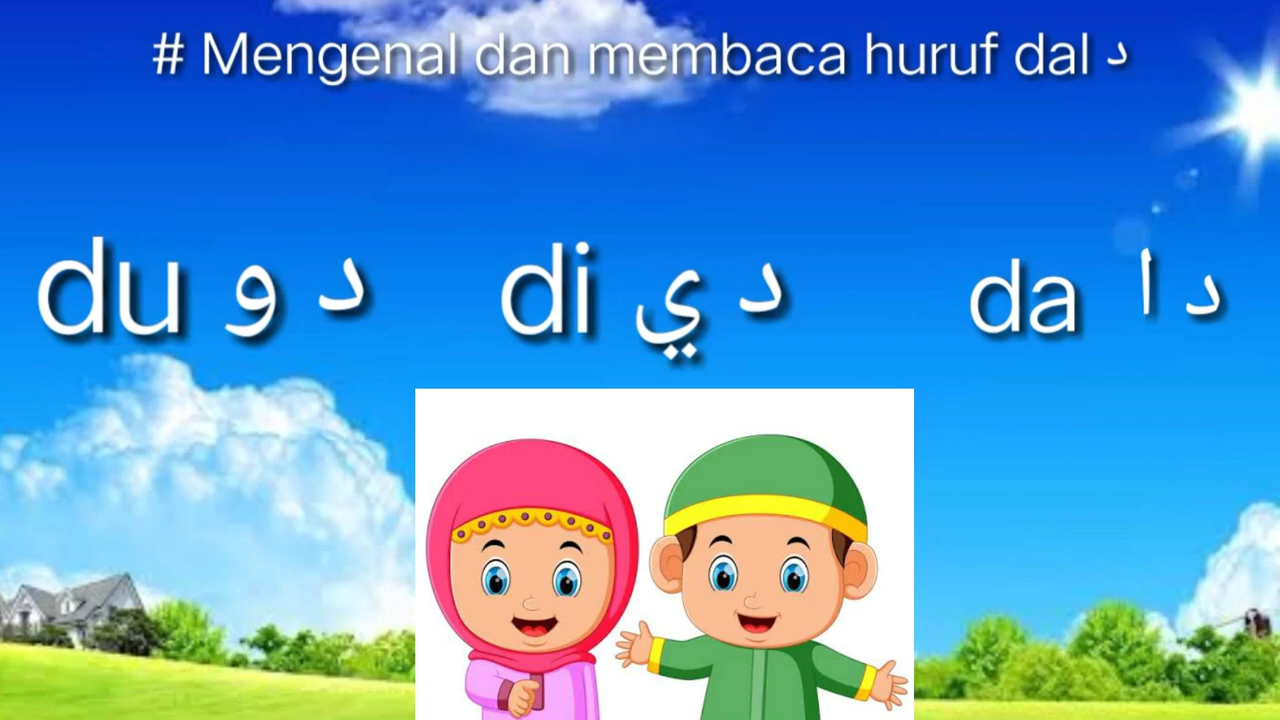 # Mengenal dan membaca huruf dal د
du د و di د ي da د ا